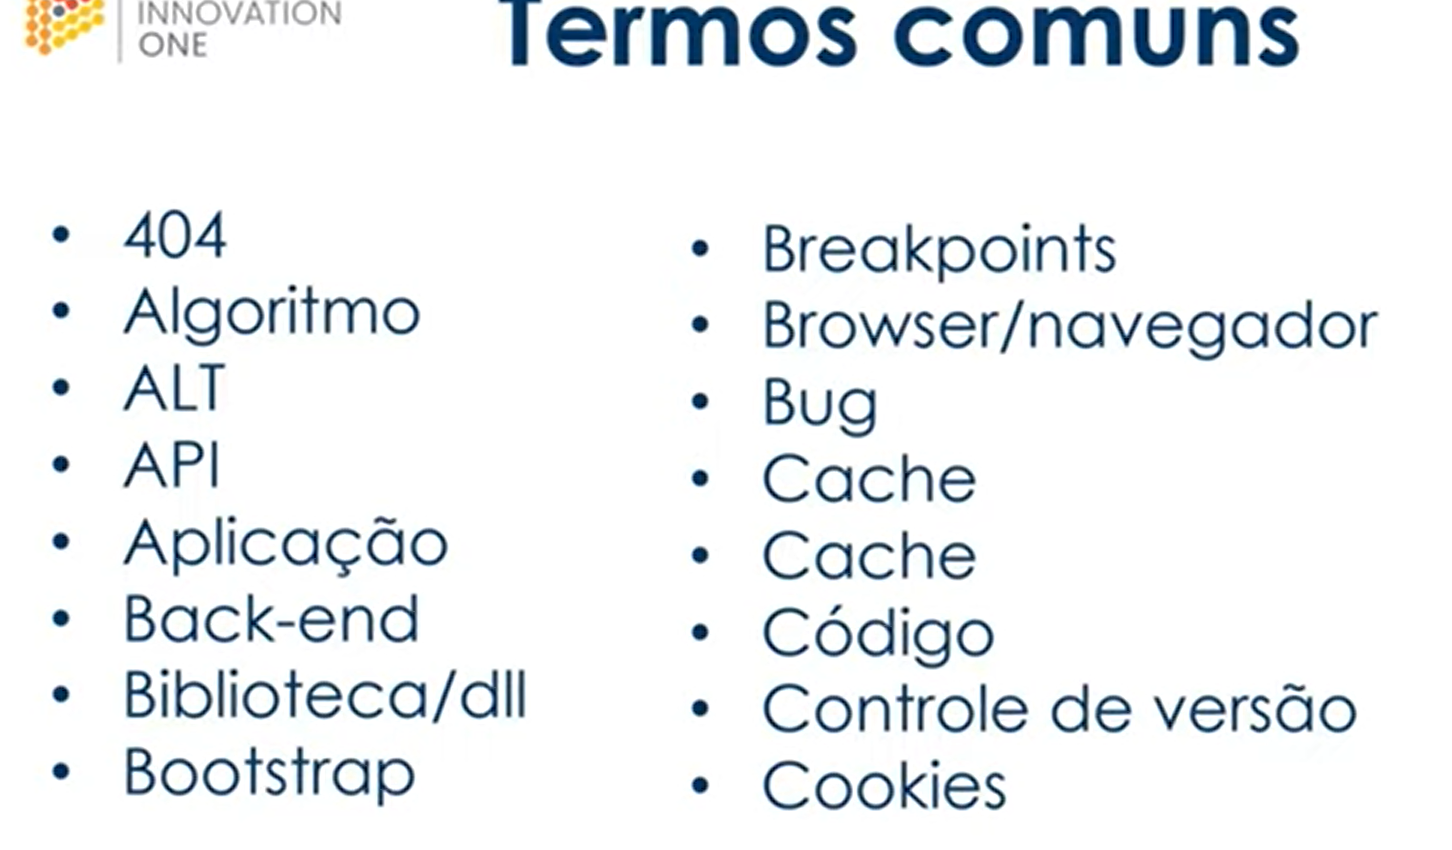 INNOVATION
ONE
Termos comuns
• 404
• Algoritmo
• ALT
• API
• Aplicação
• Back-end
• Biblioteca/dll
• Bootstrap
• Breakpoints
• Browser/navegador
• Bug
• Cache
• Cache
• Código
• Controle de versão
• Cookies